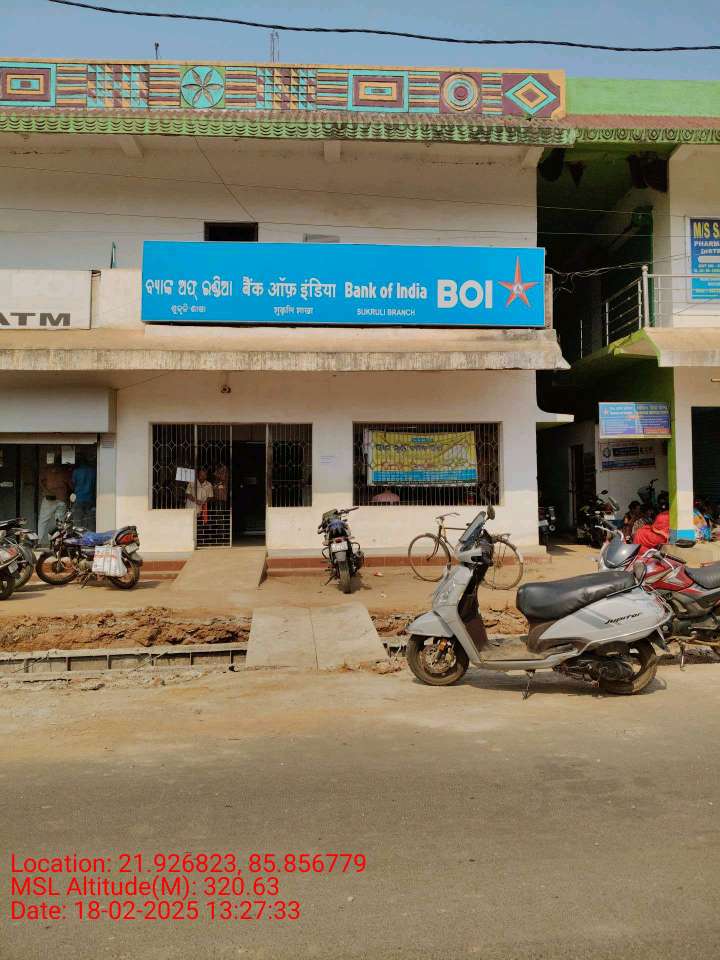 ବ୍ୟାଙ୍କ ଅଫ୍ ଇଣ୍ଡିଆ बैंक ऑफ़ इंडिया Bank of India BOI
ଶୁକୃଳି ଶାଖା सुकुलि शाखा SUKRULI BRANCH
ATM
M/S S
PHARM
Location: 21.926823, 85.856779
MSL Altitude(M): 320.63
Date: 18-02-2025 13:27:33